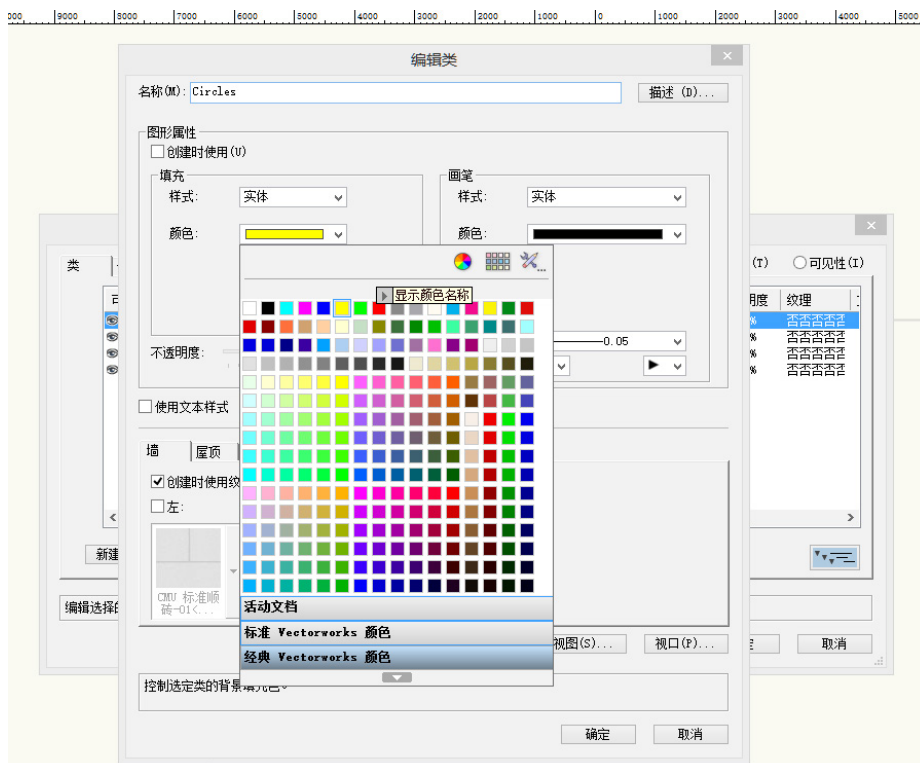 9000 8000 7000 6000 5000 4000 3000 2000 1000 0 1000 2000 3000 4000 5000
编辑类
名称(M): Circles
描述 (D)...
图形属性
创建时使用(U)
填充
画笔
样式: 实体
样式: 实体
颜色:
颜色:
类
(T) 可见性(I)
显示颜色名称
可
明度 纹理
% 否否否否否
% 否否否否否
% 否否否否否
% 否否否否否
不透明度:
0.05
使用文本样式
墙 屋顶
创建时使用纹
左:
新建
CMU 标准顺
砖-01<...
编辑选择的
活动文档
标准 Vectorworks 颜色
经典 Vectorworks 颜色
视图(S)... 视口(P)...
取消
控制选定类的背景填充色。
确定 取消